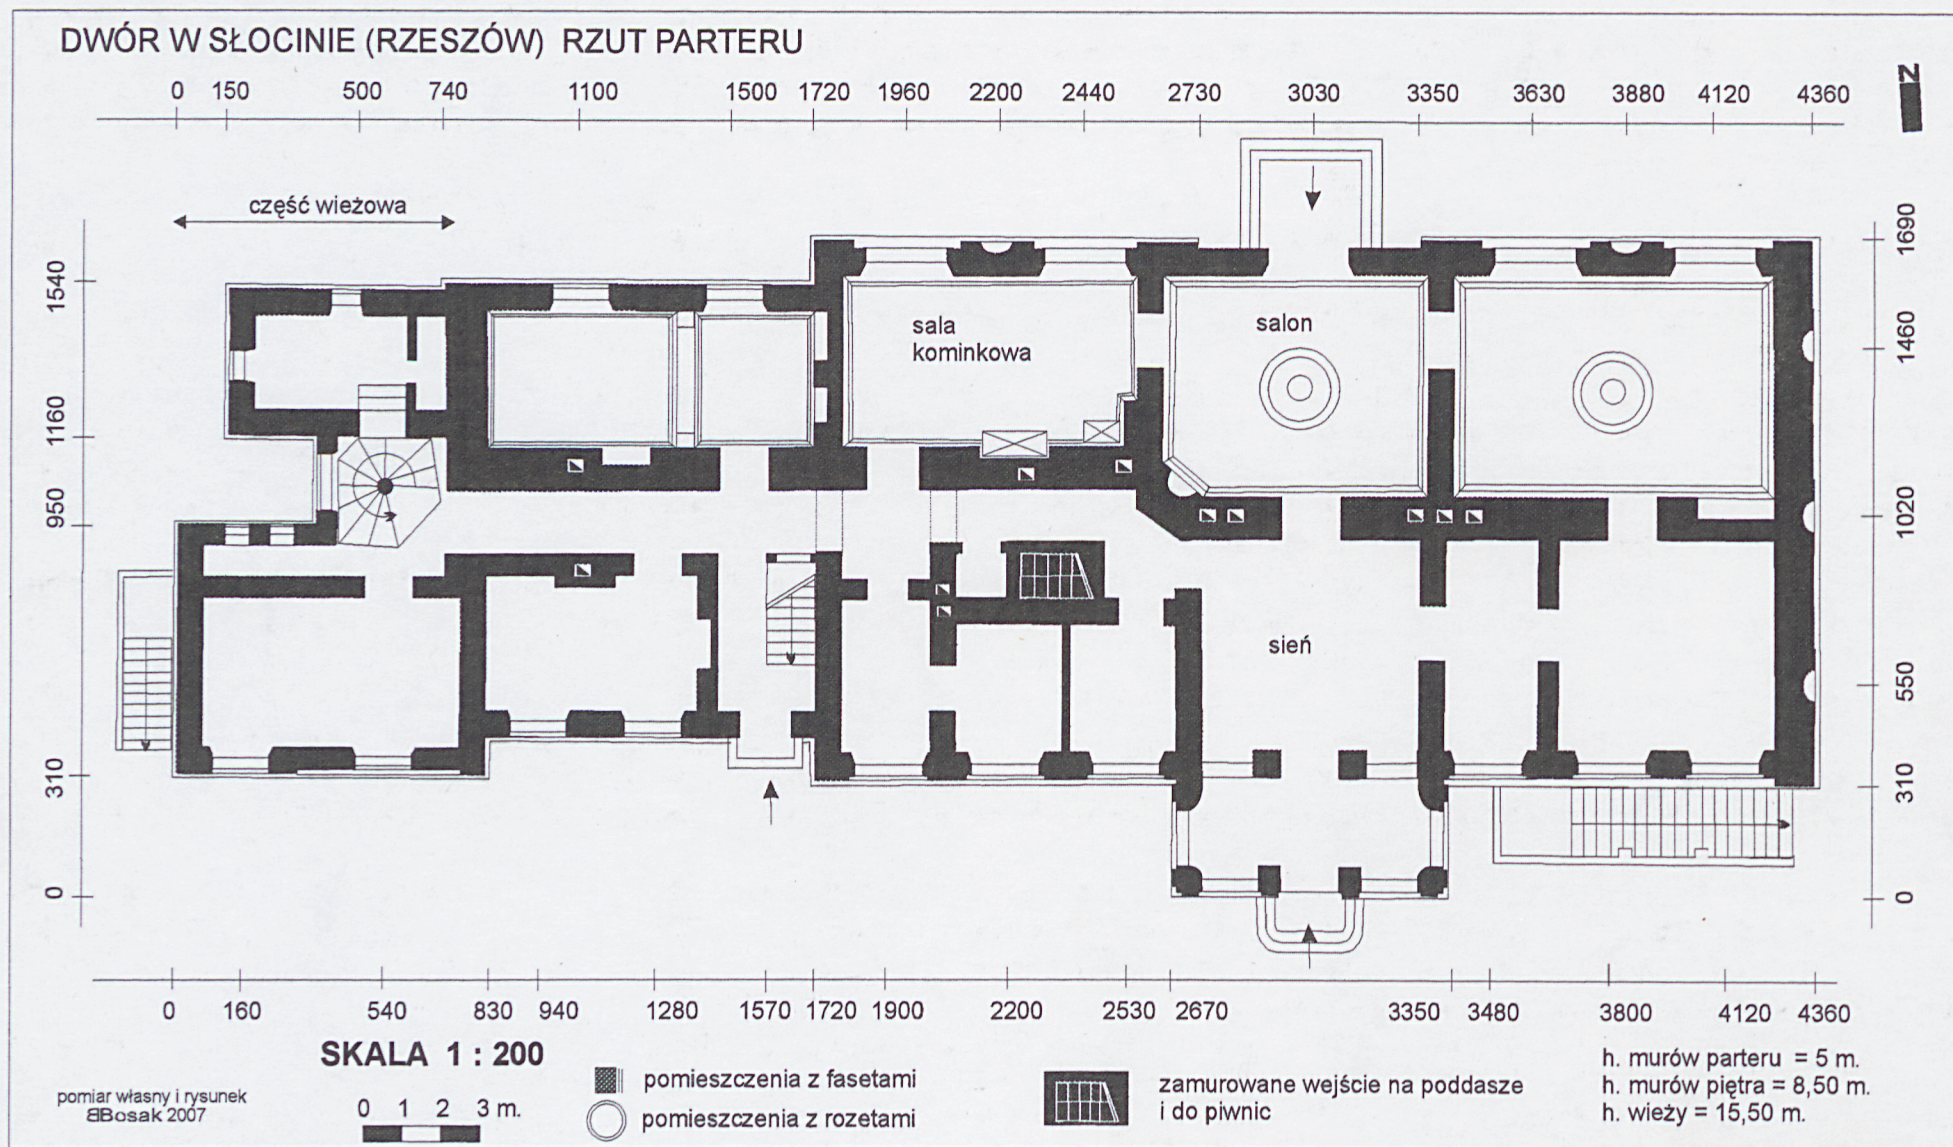 DWÓR W SŁOCINIE (RZESZÓW) RZUT PARTERU
N
0 150 500 740 1100 1500 1720 1960 2200 2440 2730 3030 3350 3630 3880 4120 4360
część wieżowa
1540
1160
950
310
0
1690
1460
1020
550
310
0
sala
kominkowa
salon
sień
0 160 540 830 940 1280 1570 1720 1900 2200 2530 2670 3350 3480 3800 4120 4360
SKALA 1 : 200
pomiar własny i rysunek
BBosak 2007
0 1 2 3 m.
pomieszczenia z fasetami
pomieszczenia z rozetami
zamurowane wejście na poddasze
i do piwnic
h. murów parteru = 5 m.
h. murów piętra = 8,50 m.
h. wieży = 15,50 m.